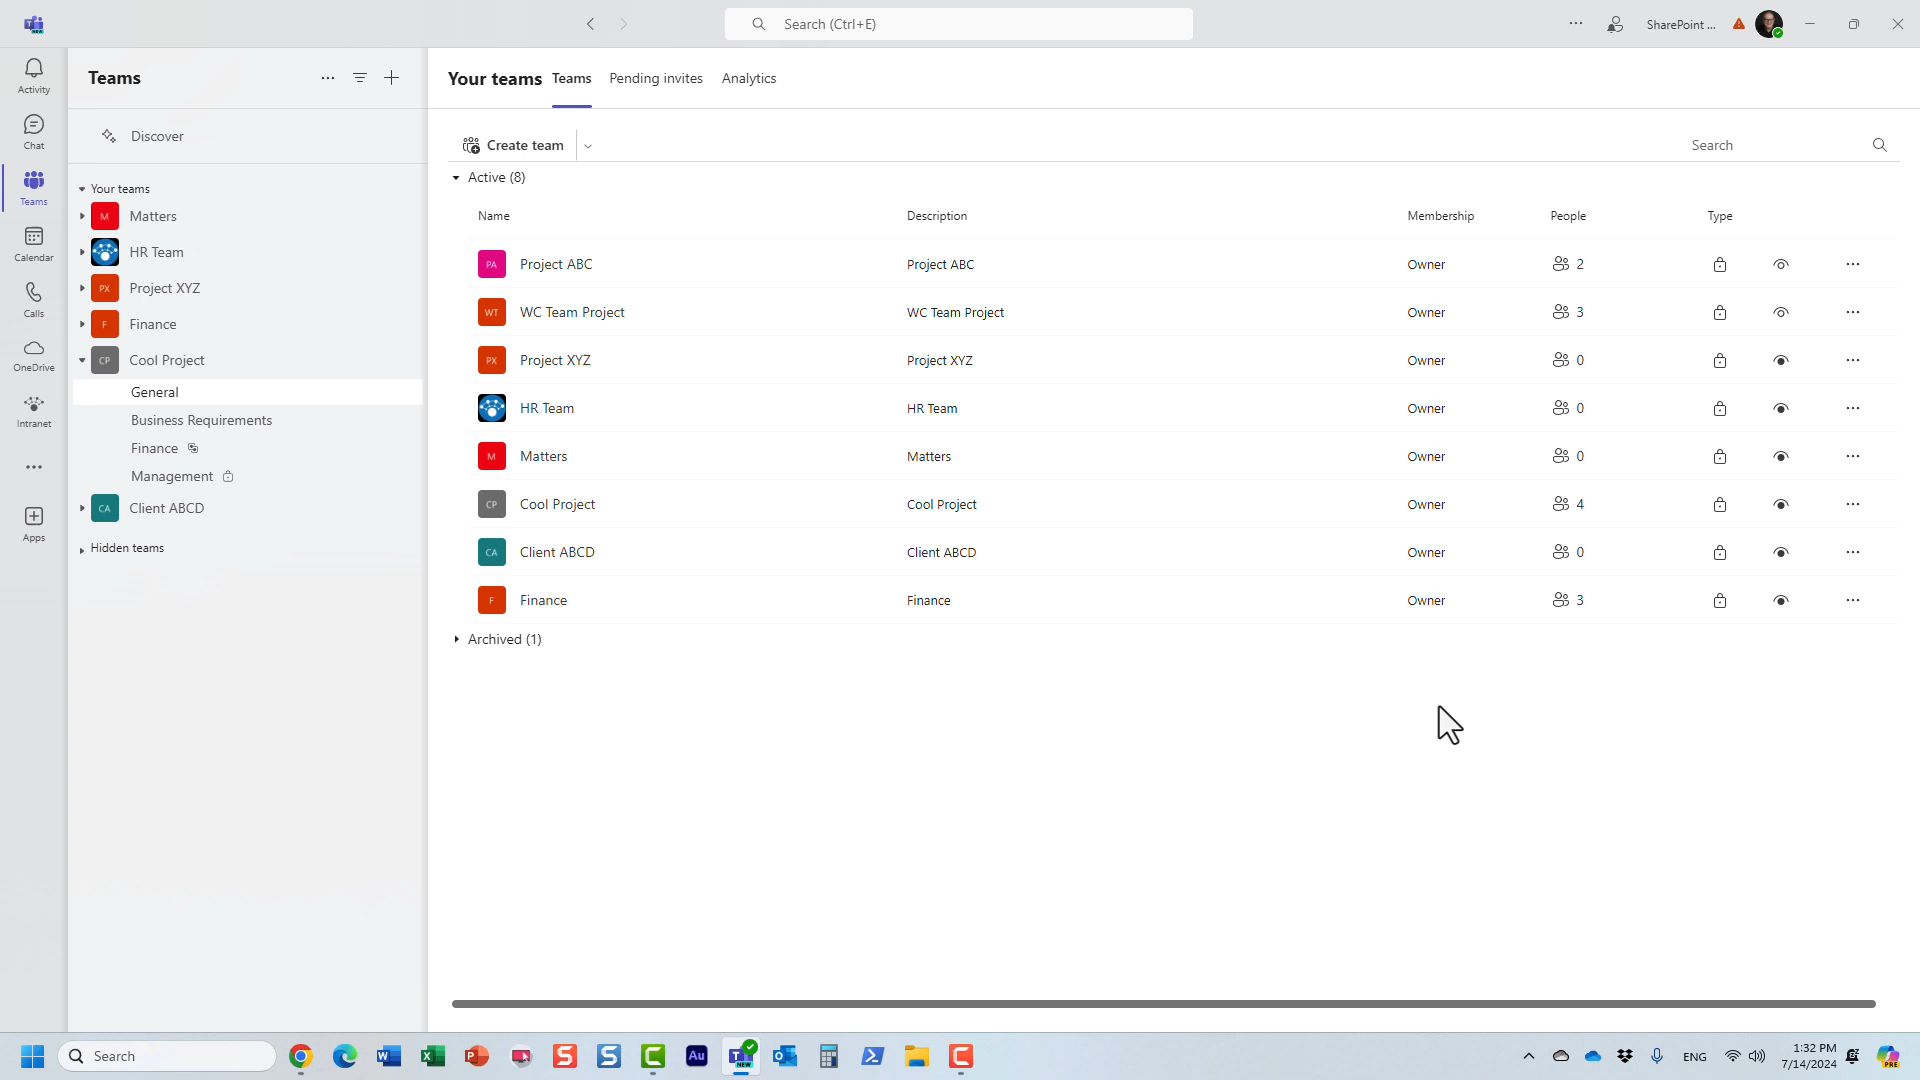 Search (Ctrl+E)
SharePoint ...
Activity
Chat
Teams
Calendar
Calls
OneDrive
Intranet
Apps
Teams
Discover
Your teams
M Matters
HR Team
PX Project XYZ
F Finance
CP Cool Project
General
Business Requirements
Finance
Management
CA Client ABCD
Hidden teams
Your teams Teams Pending invites Analytics
Create team Search
Active (8)
Name Description Membership People Type
PA Project ABC Project ABC Owner 2
WT WC Team Project WC Team Project Owner 3
PX Project XYZ Project XYZ Owner 0
HR Team HR Team Owner 0
M Matters Matters Owner 0
CP Cool Project Cool Project Owner 4
CA Client ABCD Client ABCD Owner 0
F Finance Finance Owner 3
Archived (1)
Search
Au
NEW
ENG
1:32 PM
7/14/2024
PRE